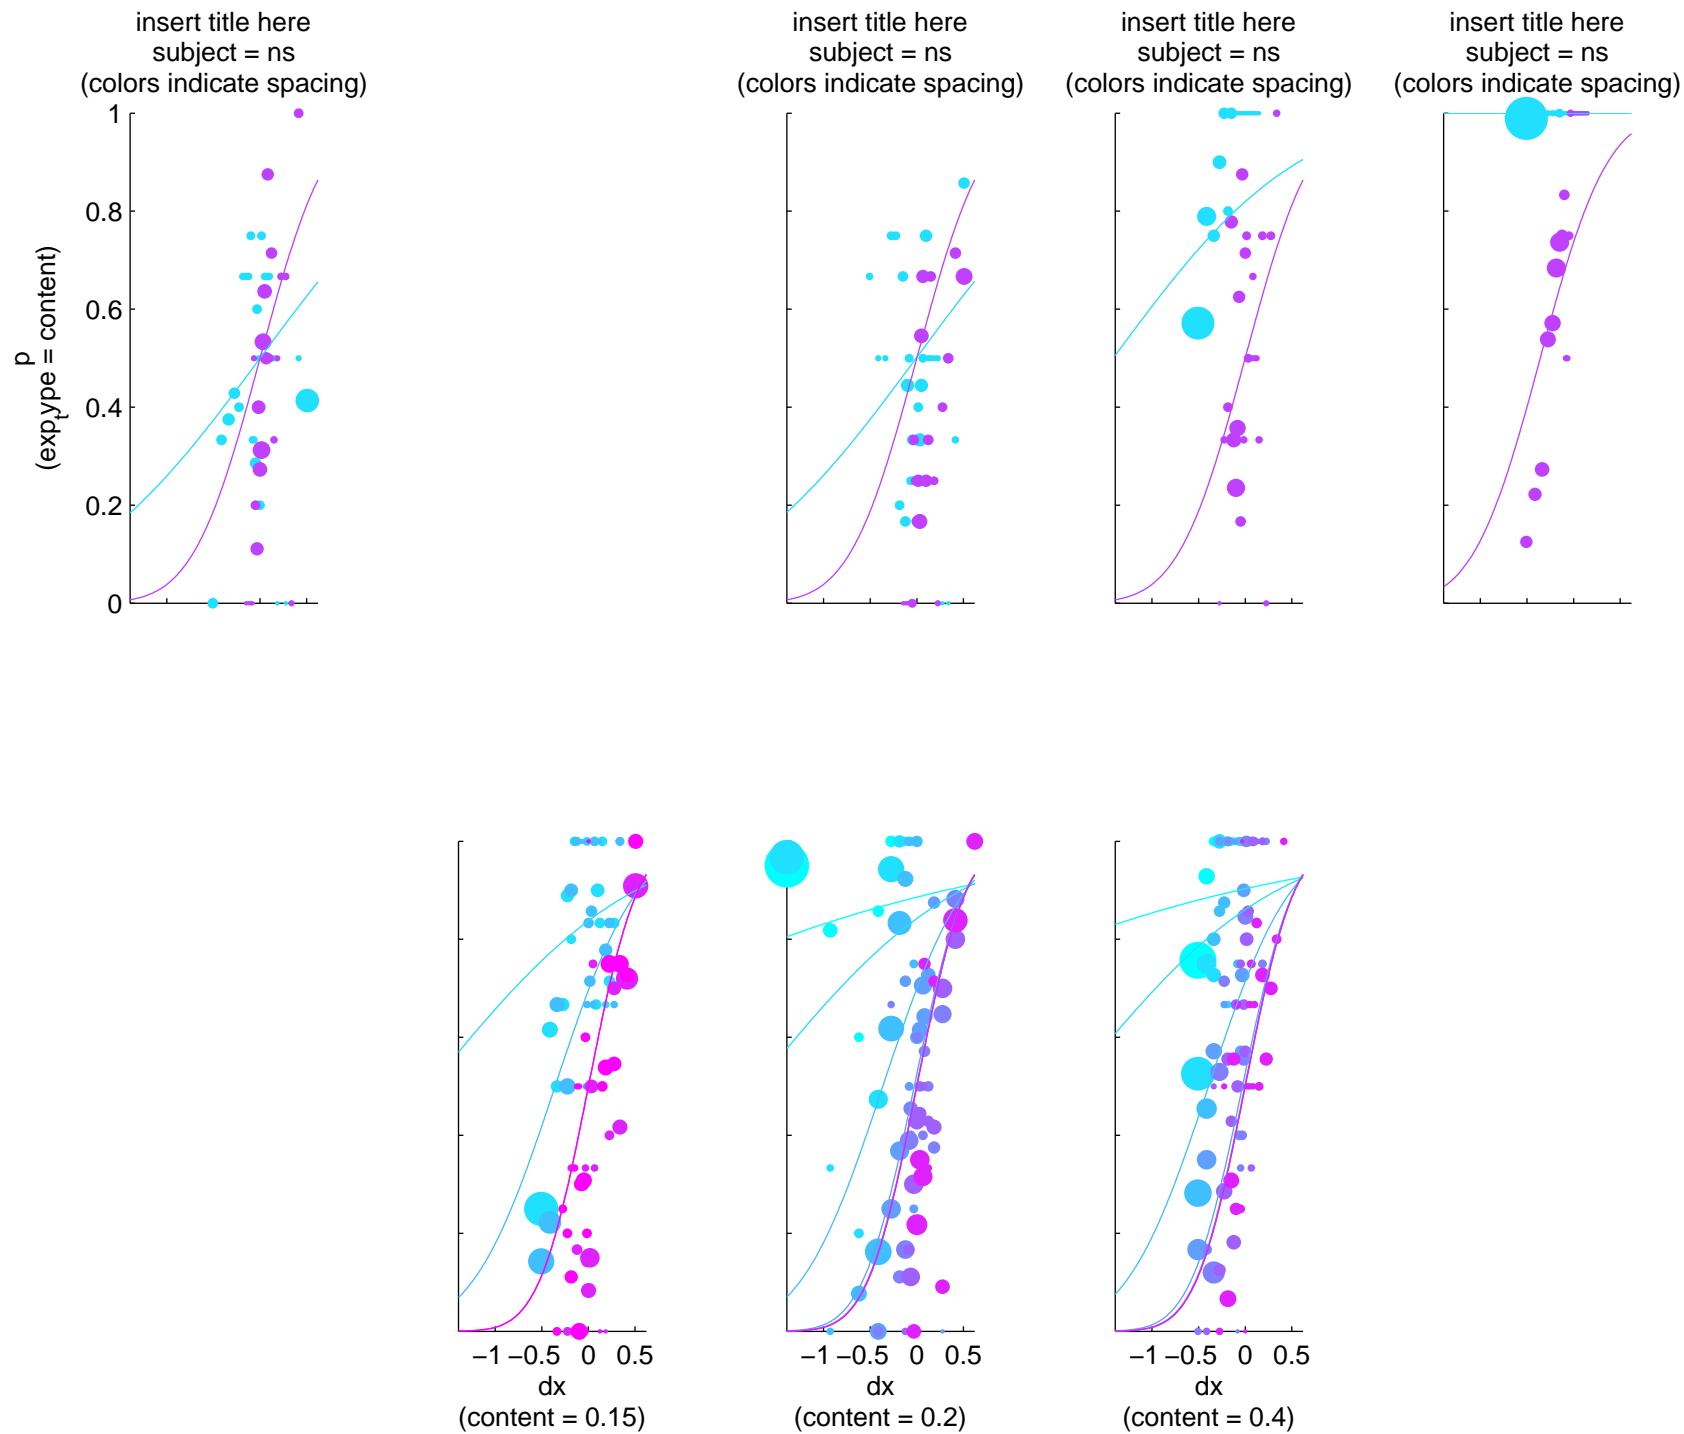 insert title here
subject = ns
(colors indicate spacing)
insert title here
subject = ns
(colors indicate spacing)
insert title here
subject = ns
(colors indicate spacing)
insert title here
subject = ns
(colors indicate spacing)
1
0.8
0.6
0.4
0.2
0
p
(exp_type = content)
−1 −0.5 0 0.5
dx
(content = 0.15)
−1 −0.5 0 0.5
dx
(content = 0.2)
−1 −0.5 0 0.5
dx
(content = 0.4)